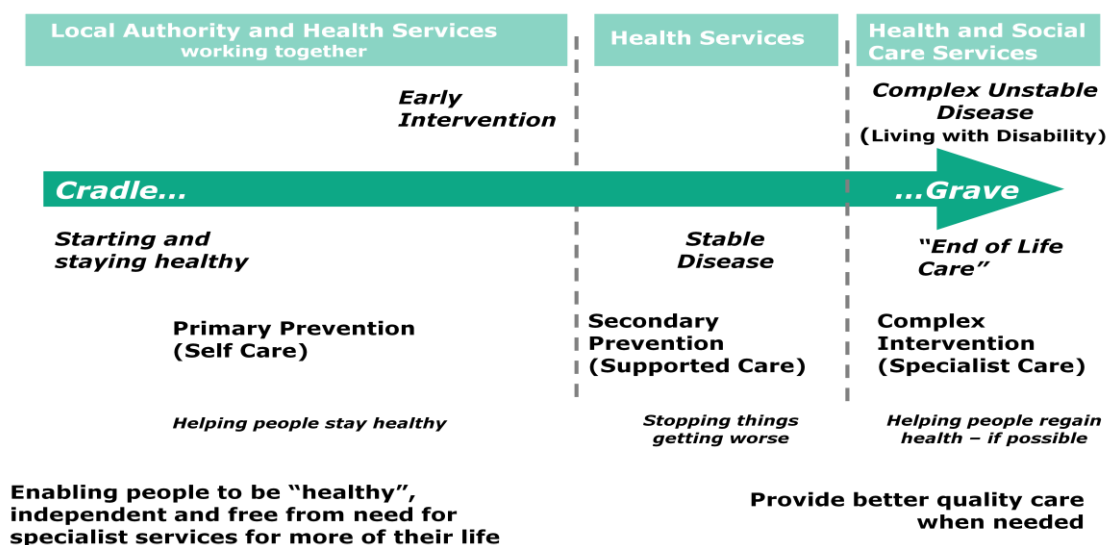 Local Authority and Health Services
working together
Health Services
Health and Social
Care Services
Early
Intervention
Complex Unstable
Disease
(Living with Disability)
Cradle...
...Grave
Starting and
staying healthy
Stable
Disease
“End of Life
Care”
Primary Prevention
(Self Care)
Secondary
Prevention
(Supported Care)
Complex
Intervention
(Specialist Care)
Helping people stay healthy
Stopping things
getting worse
Helping people regain
health – if possible
Enabling people to be “healthy”,
independent and free from need for
specialist services for more of their life
Provide better quality care
when needed